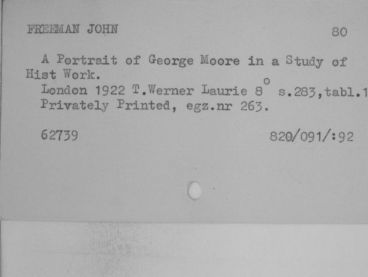 FREEMAN JOHN 80
A Portrait of George Moore in a Study of
Hist Work.
London 1922 T.Werner Laurie 8° s.283,tabl.1
Privately Printed, egz.nr 263.
62739 820/091/:92